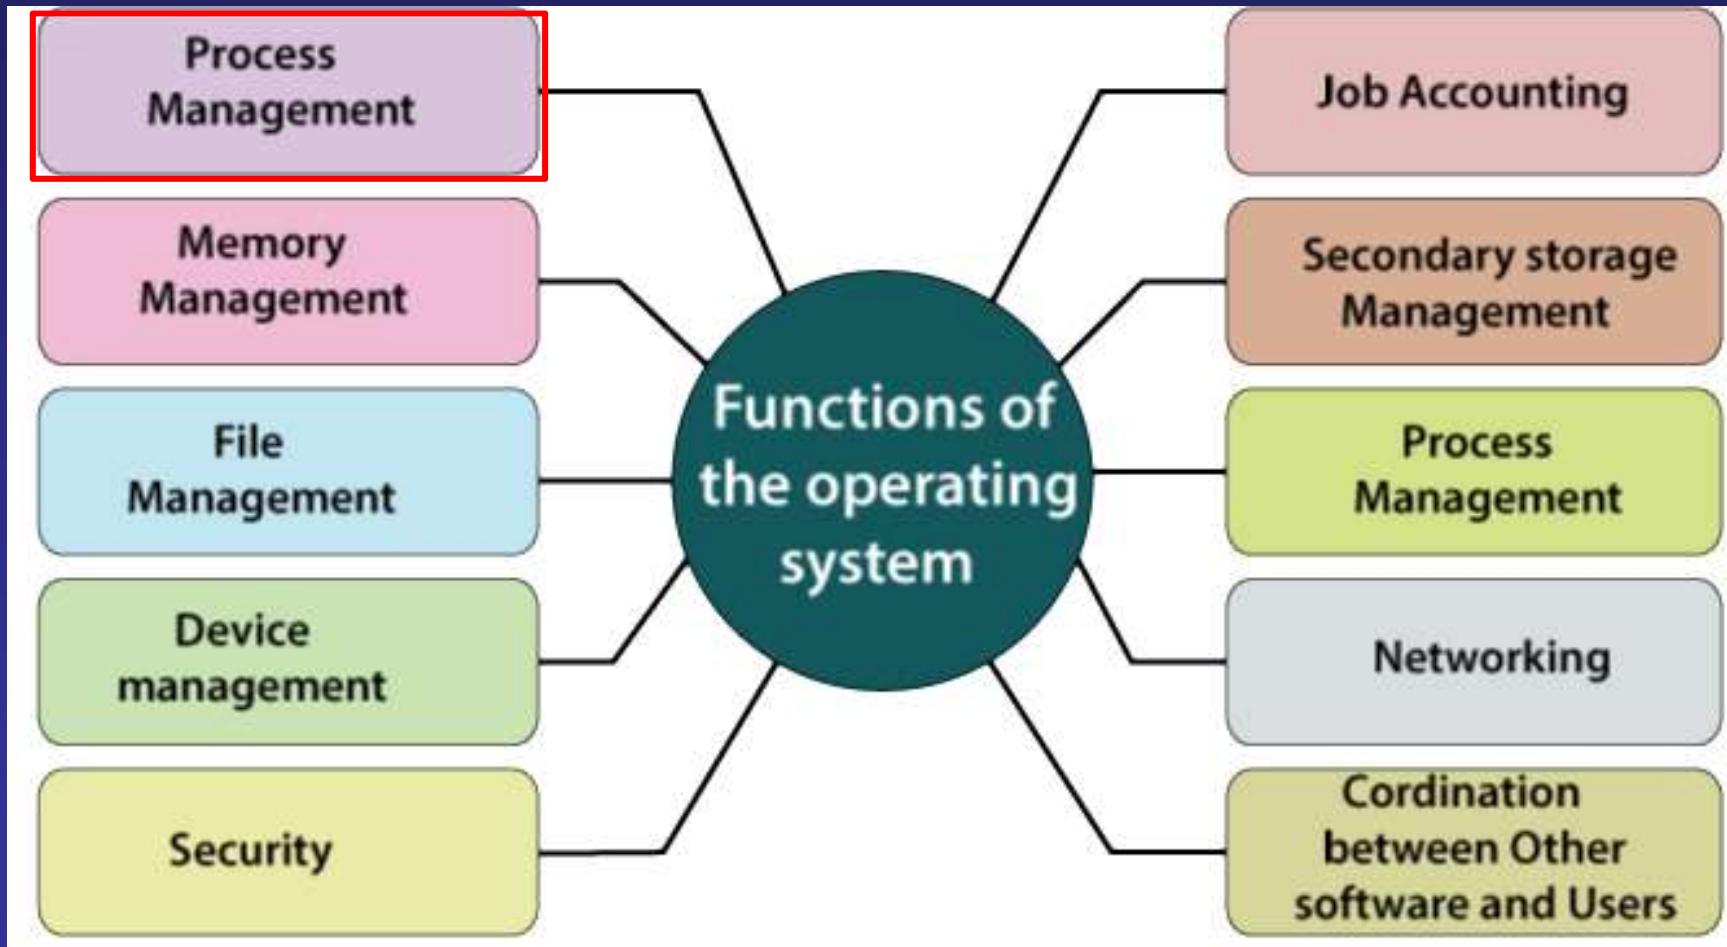 Process
Management
Memory
Management
File
Management
Device
management
Security
Functions of
the operating
system
Job Accounting
Secondary storage
Management
Process
Management
Networking
Cordination
between Other
software and Users